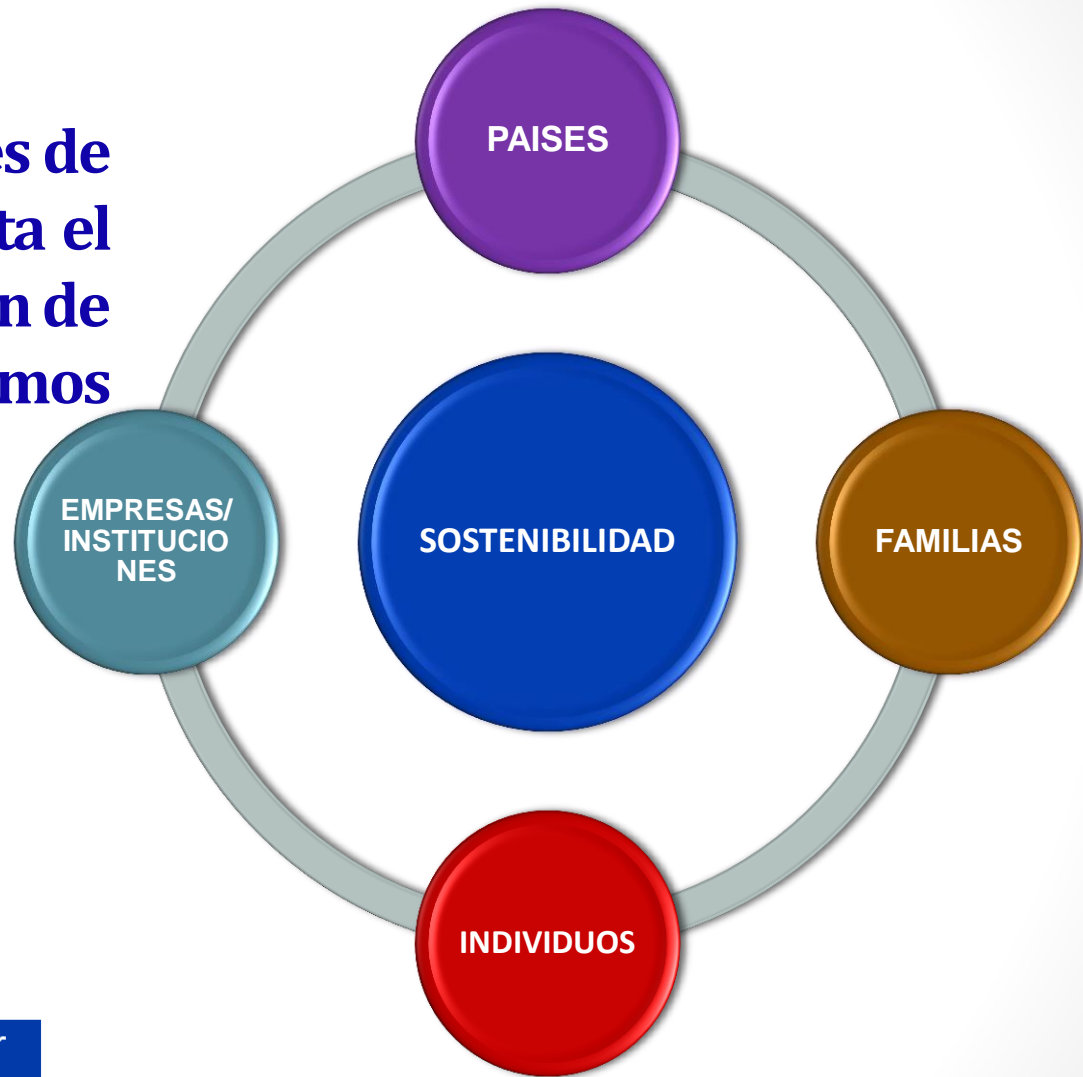 PAISES
es de
ta el
n de
mos
EMPRESAS/
INSTITUCIO
NES
SOSTENIBILIDAD
FAMILIAS
INDIVIDUOS
r